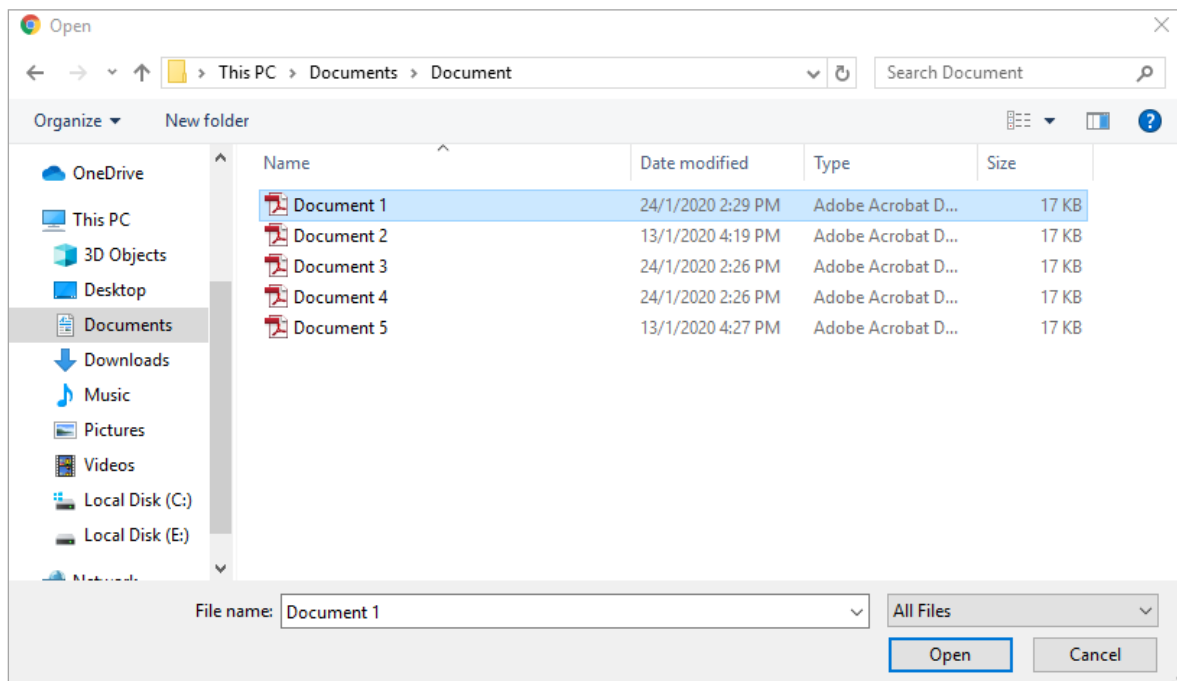 Open
This PC > Documents > Document
Search Document
Organize
New folder
?
Name Date modified Type Size
OneDrive
This PC
3D Objects
Desktop
Documents
Downloads
Music
Pictures
Videos
Local Disk (C:)
Local Disk (E:)
Network
Document 1 24/1/2020 2:29 PM Adobe Acrobat D... 17 KB
Document 2 13/1/2020 4:19 PM Adobe Acrobat D... 17 KB
Document 3 24/1/2020 2:26 PM Adobe Acrobat D... 17 KB
Document 4 24/1/2020 2:26 PM Adobe Acrobat D... 17 KB
Document 5 13/1/2020 4:27 PM Adobe Acrobat D... 17 KB
File name: Document 1
All Files
Open
Cancel